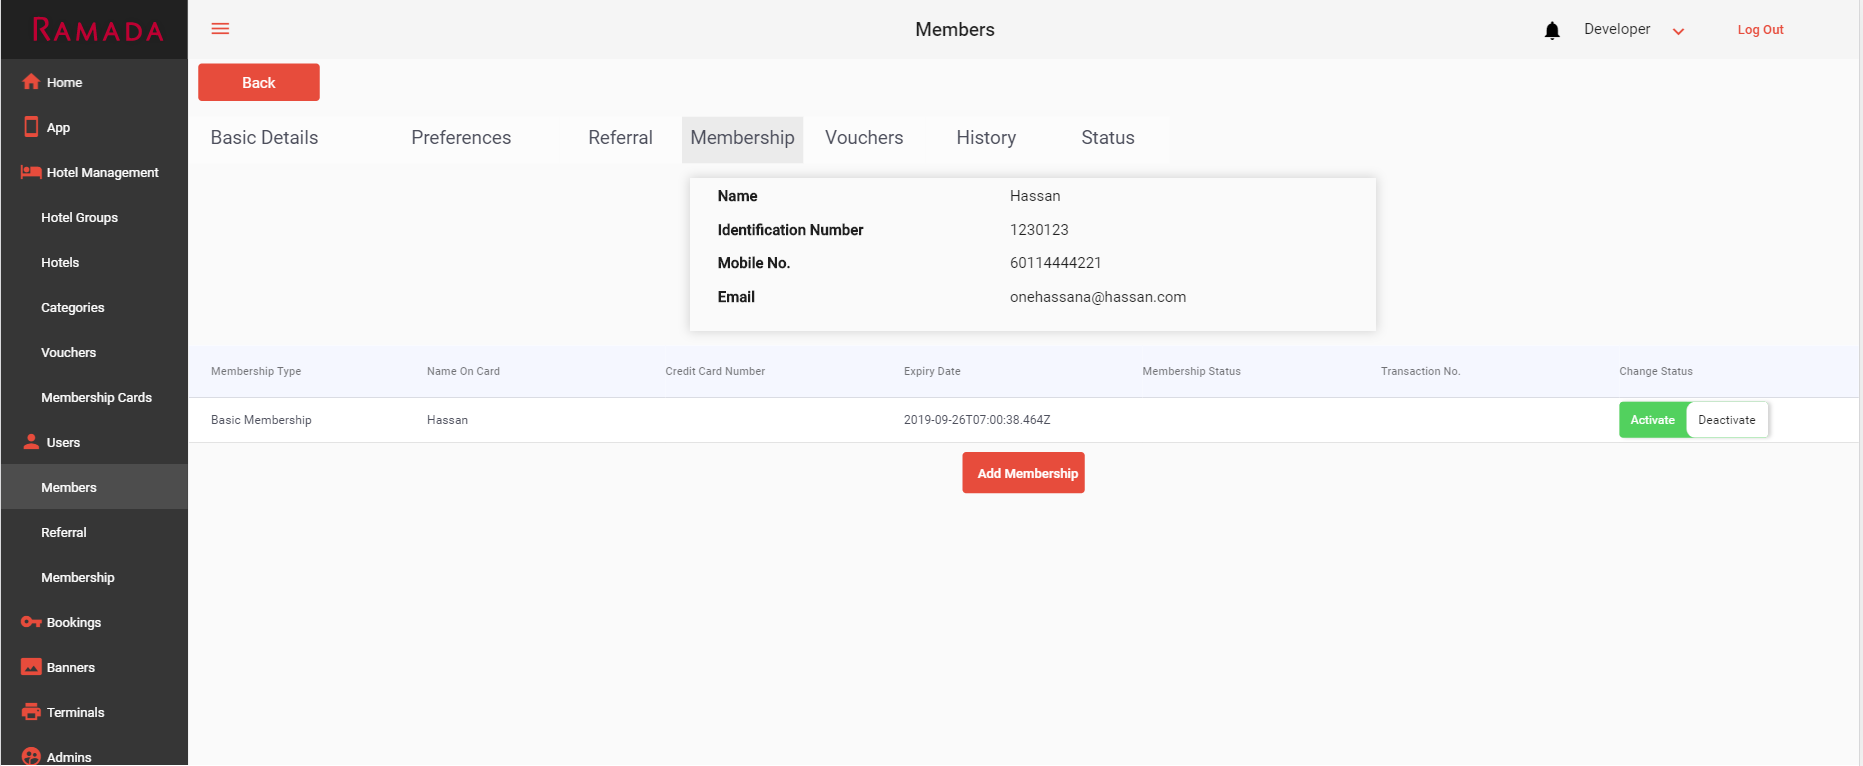 RAMADA
Members
Developer
Log Out
Home
App
Hotel Management
Hotel Groups
Hotels
Categories
Vouchers
Membership Cards
Users
Members
Referral
Membership
Bookings
Banners
Terminals
Admins
Back
Basic Details Preferences Referral Membership Vouchers History Status
Name Hassan
Identification Number 1230123
Mobile No. 60114444221
Email onehassana@hassan.com
Membership Type Name On Card Credit Card Number Expiry Date Membership Status Transaction No. Change Status
Basic Membership Hassan 2019-09-26T07:00:38.464Z Activate Deactivate
Add Membership